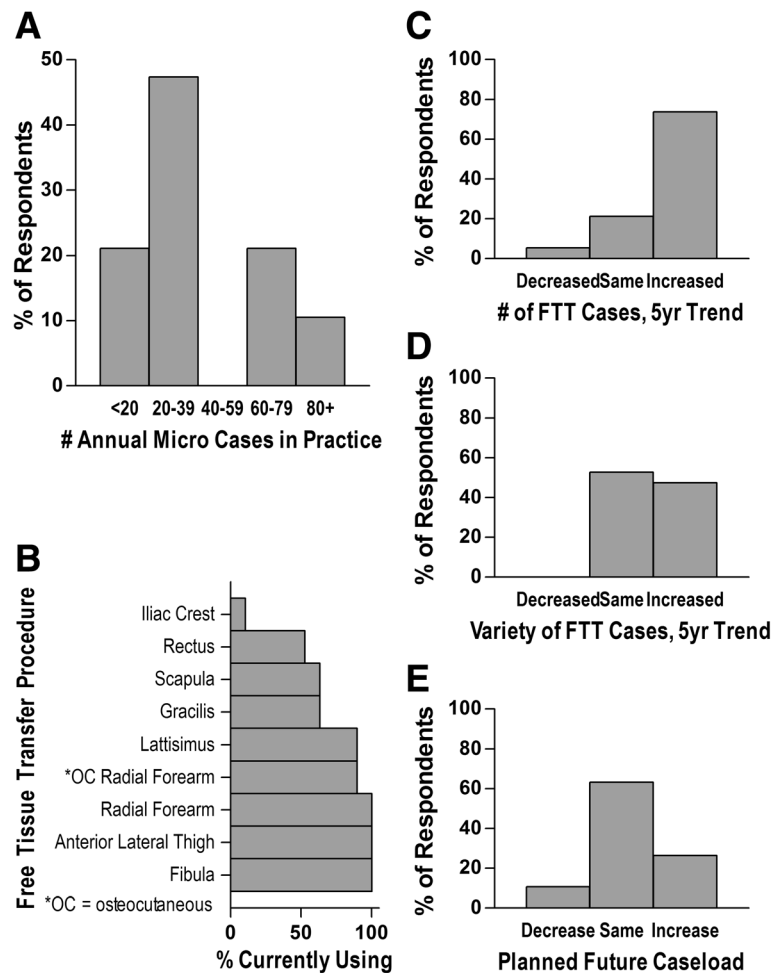 A
50
40
30
20
10
0
% of Respondents
<20 20-39 40-59 60-79 80+
# Annual Micro Cases in Practice
B
Free Tissue Transfer Procedure
Iliac Crest
Rectus
Scapula
Gracilis
Lattisimus
*OC Radial Forearm
Radial Forearm
Anterior Lateral Thigh
Fibula
*OC = osteocutaneous
0 50 100
% Currently Using
C
100
80
60
40
20
0
% of Respondents
Decreased Same Increased
# of FTT Cases, 5yr Trend
D
100
80
60
40
20
0
% of Respondents
Decreased Same Increased
Variety of FTT Cases, 5yr Trend
E
100
80
60
40
20
0
% of Respondents
Decrease Same Increase
Planned Future Caseload